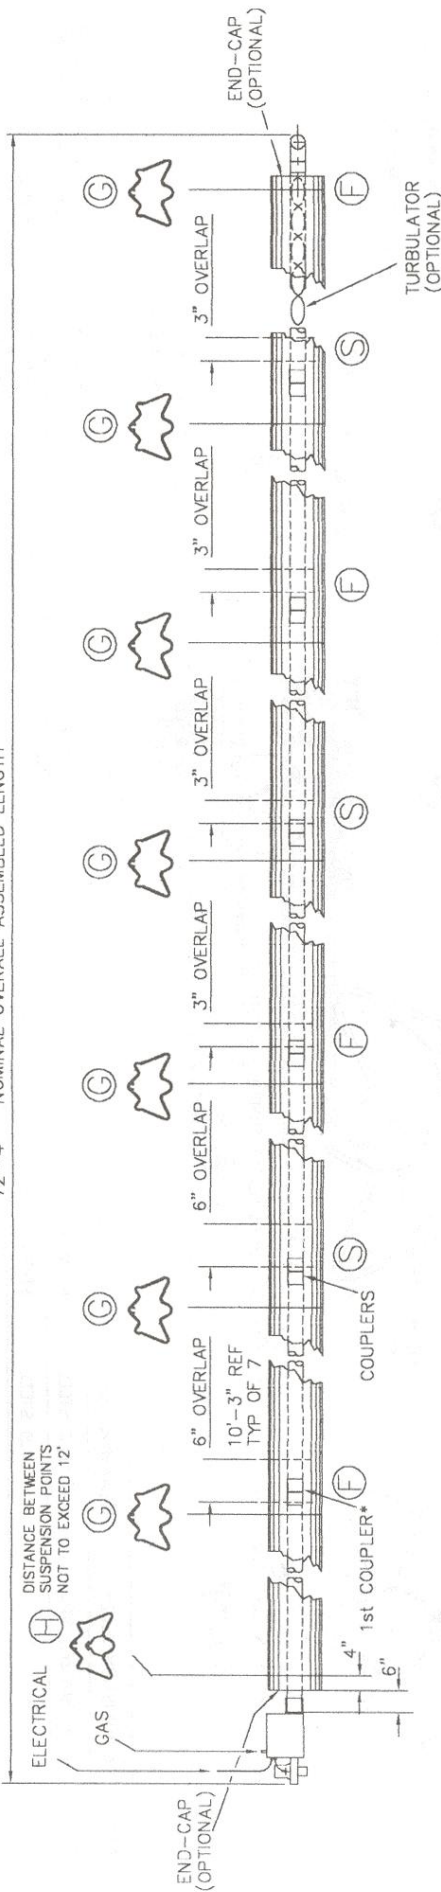 72'-4" NOMINAL OVERALL ASSEMBLED LENGTH
ELECTRICAL
H
DISTANCE BETWEEN
SUSPENSION POINTS
NOT TO EXCEED 12'
GAS
G
G
G
G
G
G
G
6" OVERLAP
10'-3" REF
TYP OF 7
6" OVERLAP
3" OVERLAP
3" OVERLAP
3" OVERLAP
3" OVERLAP
END-CAP
(OPTIONAL)
END-CAP
(OPTIONAL)
4"
6"
1st COUPLER*
F
COUPLERS
S
F
S
F
S
TURBULATOR
(OPTIONAL)
F